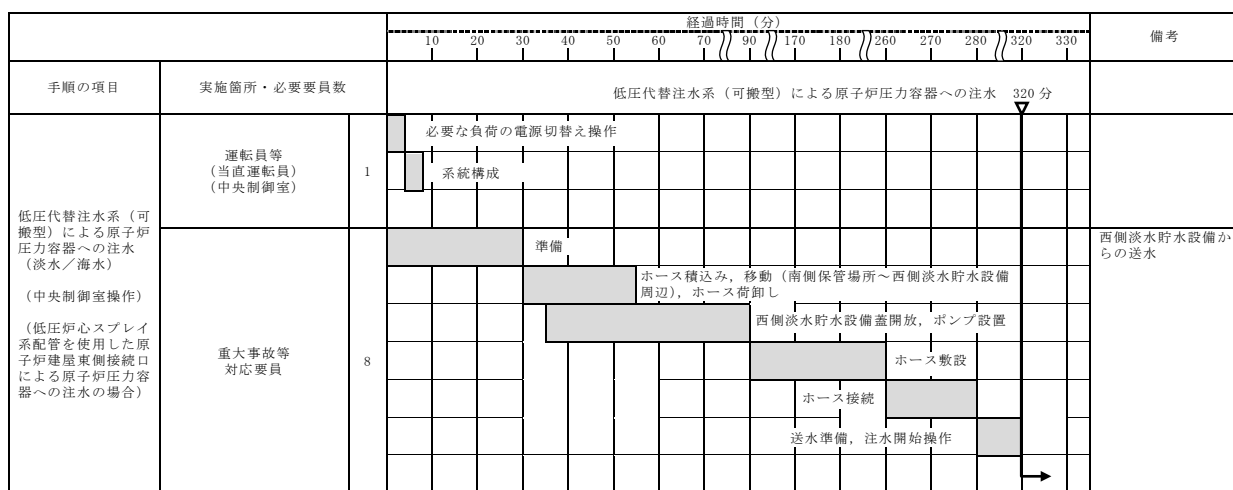 経過時間（分）
備考
10 20 30 40 50 60 70 90 170 180 260 270 280 320 330
手順の項目
実施箇所・必要要員数
低圧代替注水系（可搬型）による原子炉圧力容器への注水 320 分
低圧代替注水系（可
搬型）による原子炉
圧力容器への注水
（淡水／海水）
（中央制御室操作）
（低圧炉心スプレイ
系配管を使用した原
子炉建屋東側接続口
による原子炉圧力容
器への注水の場合）
運転員等
（当直運転員）
（中央制御室）
1
必要な負荷の電源切替え操作
系統構成
重大事故等
対応要員
8
準備
ホース積込み，移動（南側保管場所～西側淡水貯水設備
周辺），ホース荷卸し
西側淡水貯水設備蓋開放，ポンプ設置
ホース敷設
ホース接続
送水準備，注水開始操作
西側淡水貯水設備か
らの送水